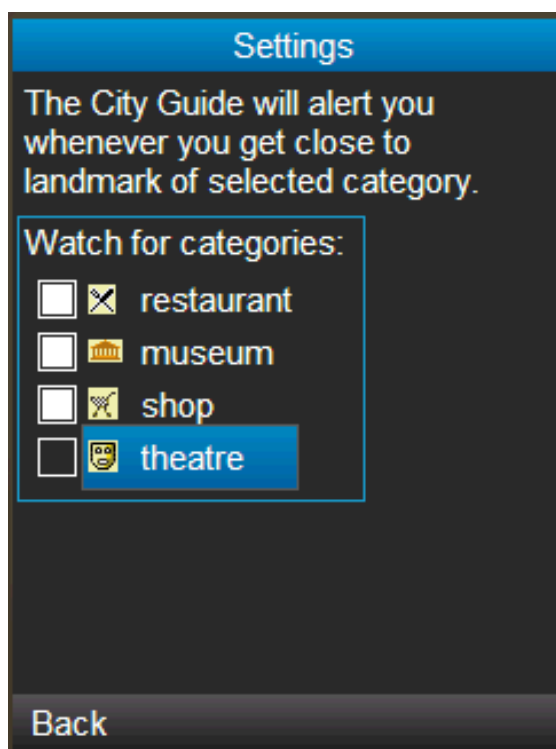 Settings
The City Guide will alert you
whenever you get close to
landmark of selected category.
Watch for categories:
restaurant
museum
shop
theatre
Back